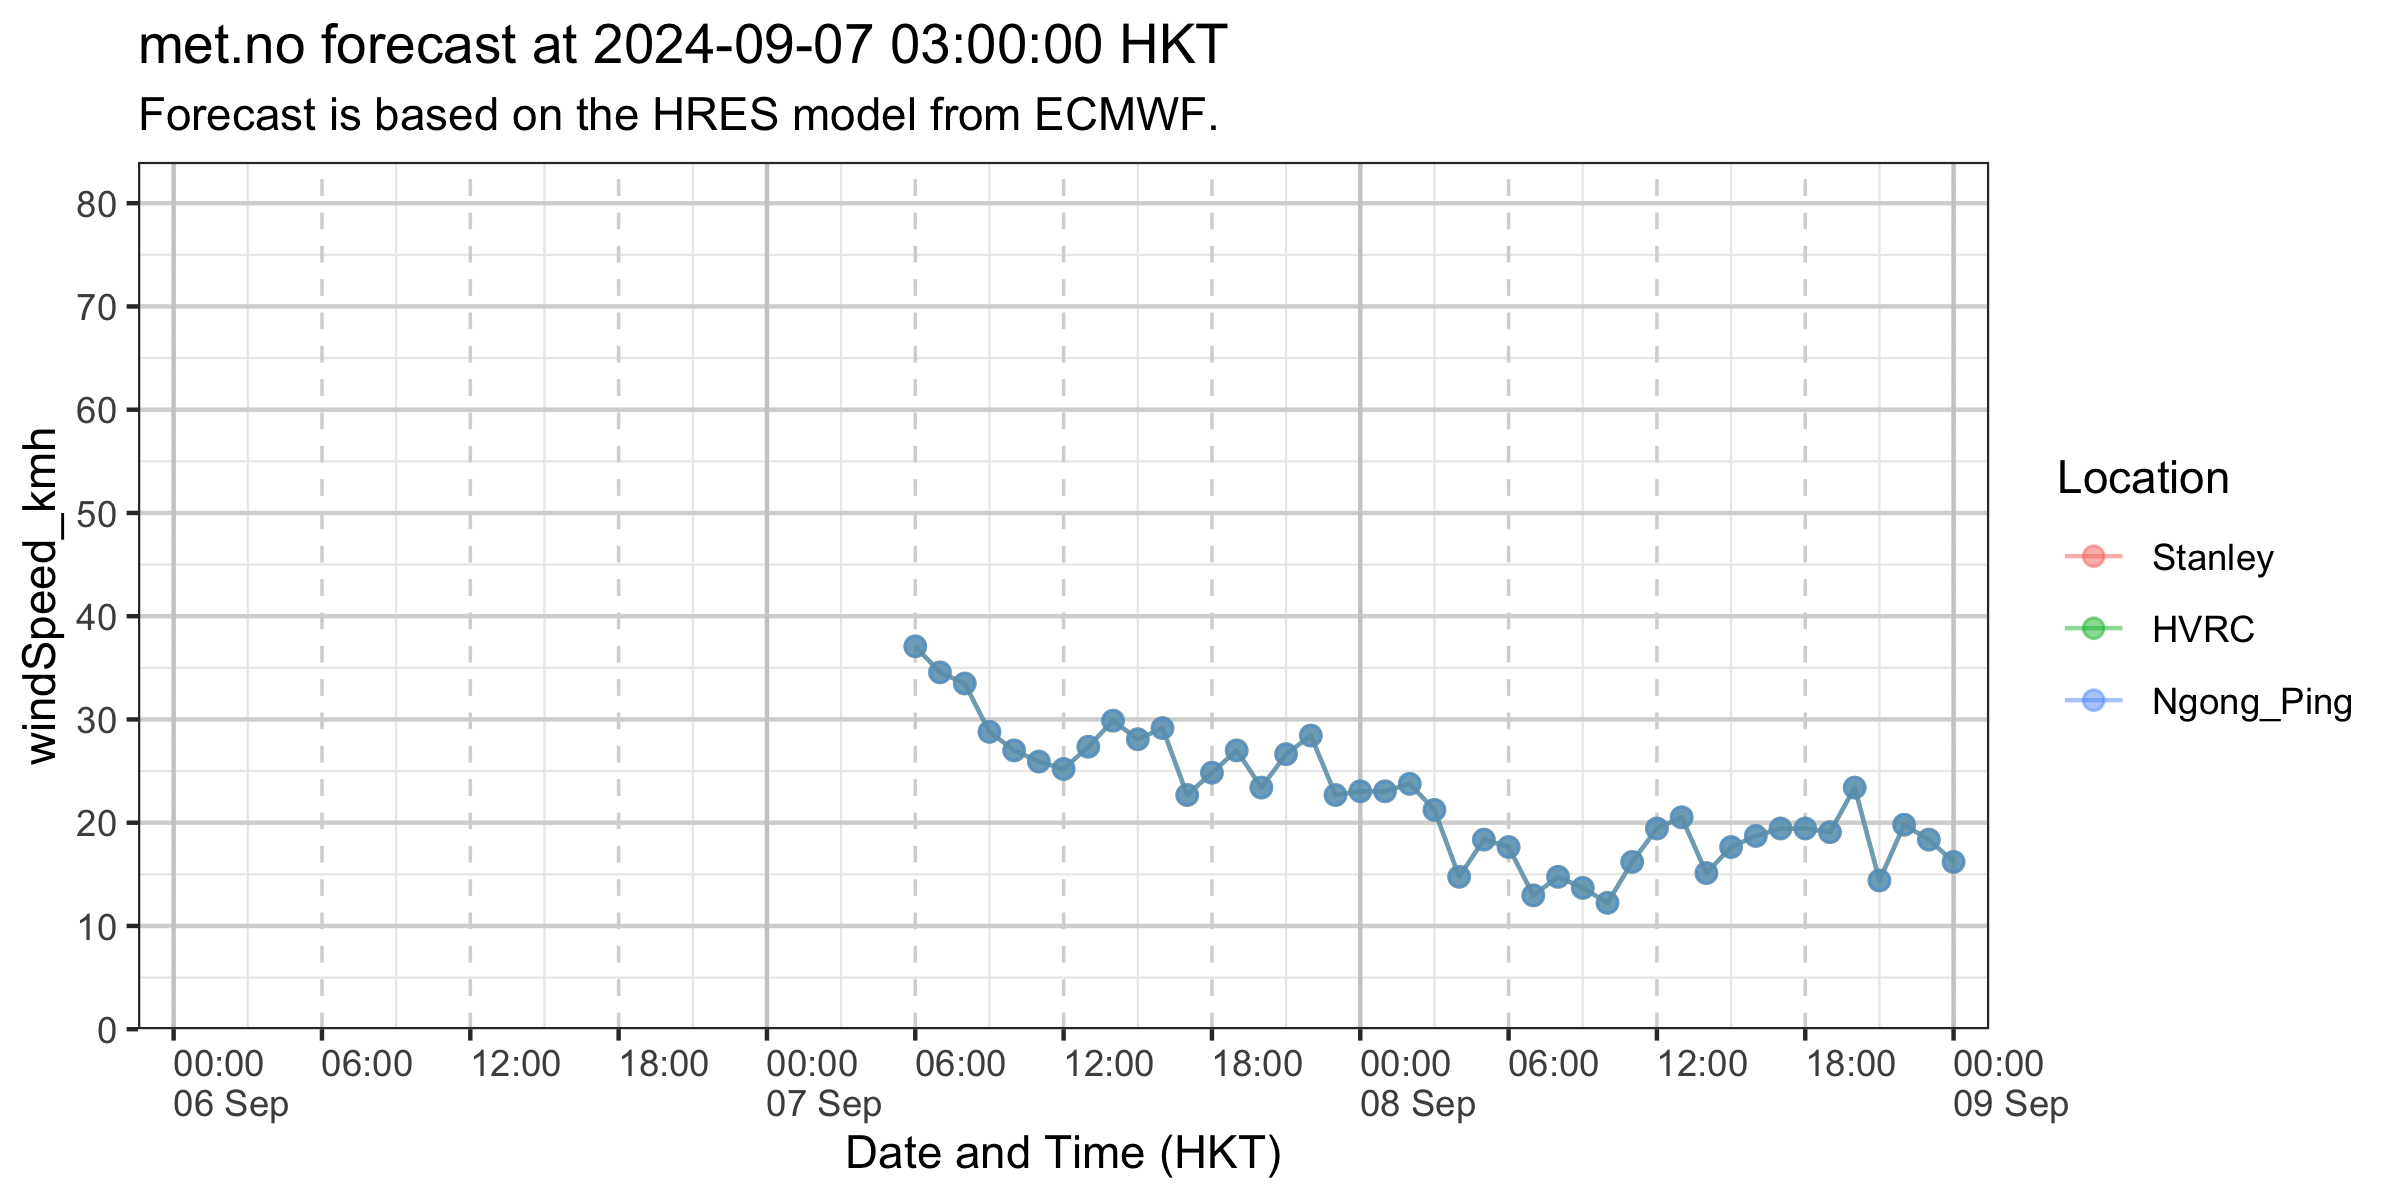 met.no forecast at 2024-09-07 03:00:00 HKT
Forecast is based on the HRES model from ECMWF.
windSpeed_kmh
80
70
60
50
40
30
20
10
0
00:00 06:00 12:00 18:00 00:00 06:00 12:00 18:00 00:00 06:00 12:00 18:00 00:00
06 Sep 07 Sep 08 Sep 09 Sep
Date and Time (HKT)
Location
Stanley
HVRC
Ngong_Ping